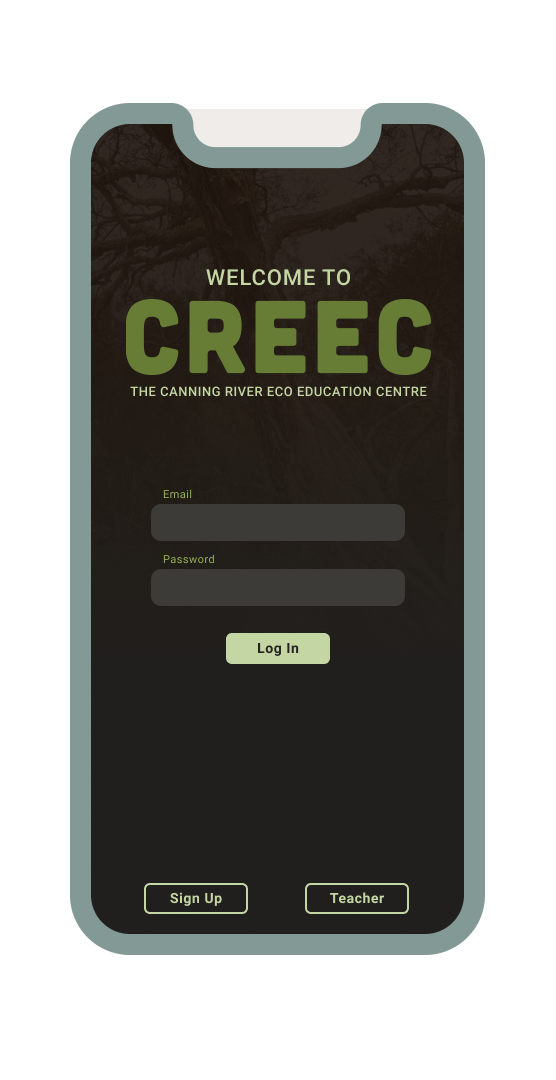 WELCOME TO
CREEC
THE CANNING RIVER ECO EDUCATION CENTRE
Email
Password
Log In
Sign Up
Teacher